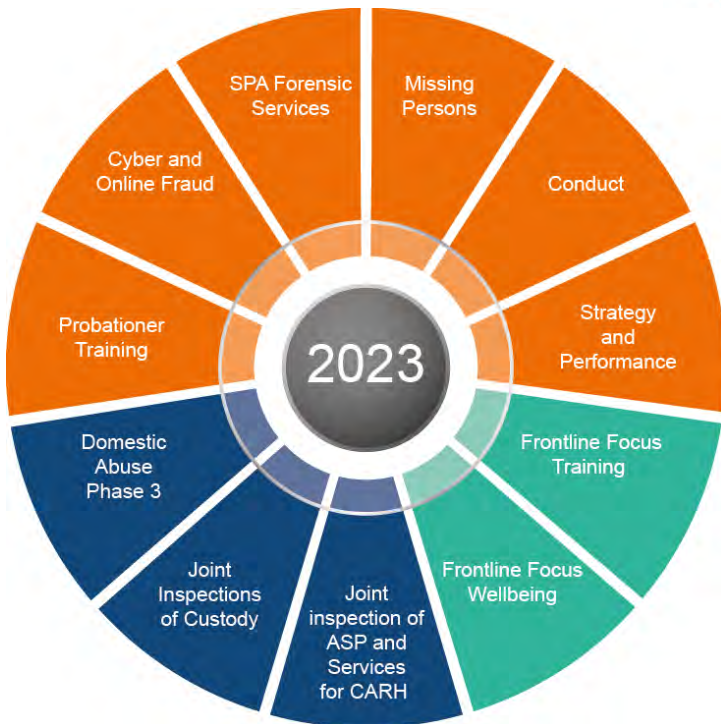 SPA Forensic
Services
Missing
Persons
Conduct
Strategy
and
Performance
Frontline Focus
Training
Frontline Focus
Wellbeing
Joint
inspection of
ASP and
Services
for CARH
Joint
Inspections
of Custody
Domestic
Abuse
Phase 3
Probationer
Training
Cyber and
Online Fraud
2023